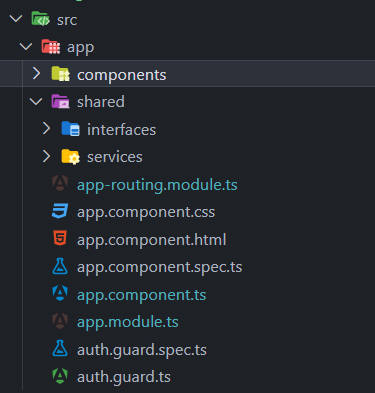 src
app
components
shared
interfaces
services
app-routing.module.ts
app.component.css
app.component.html
app.component.spec.ts
app.component.ts
app.module.ts
auth.guard.spec.ts
auth.guard.ts